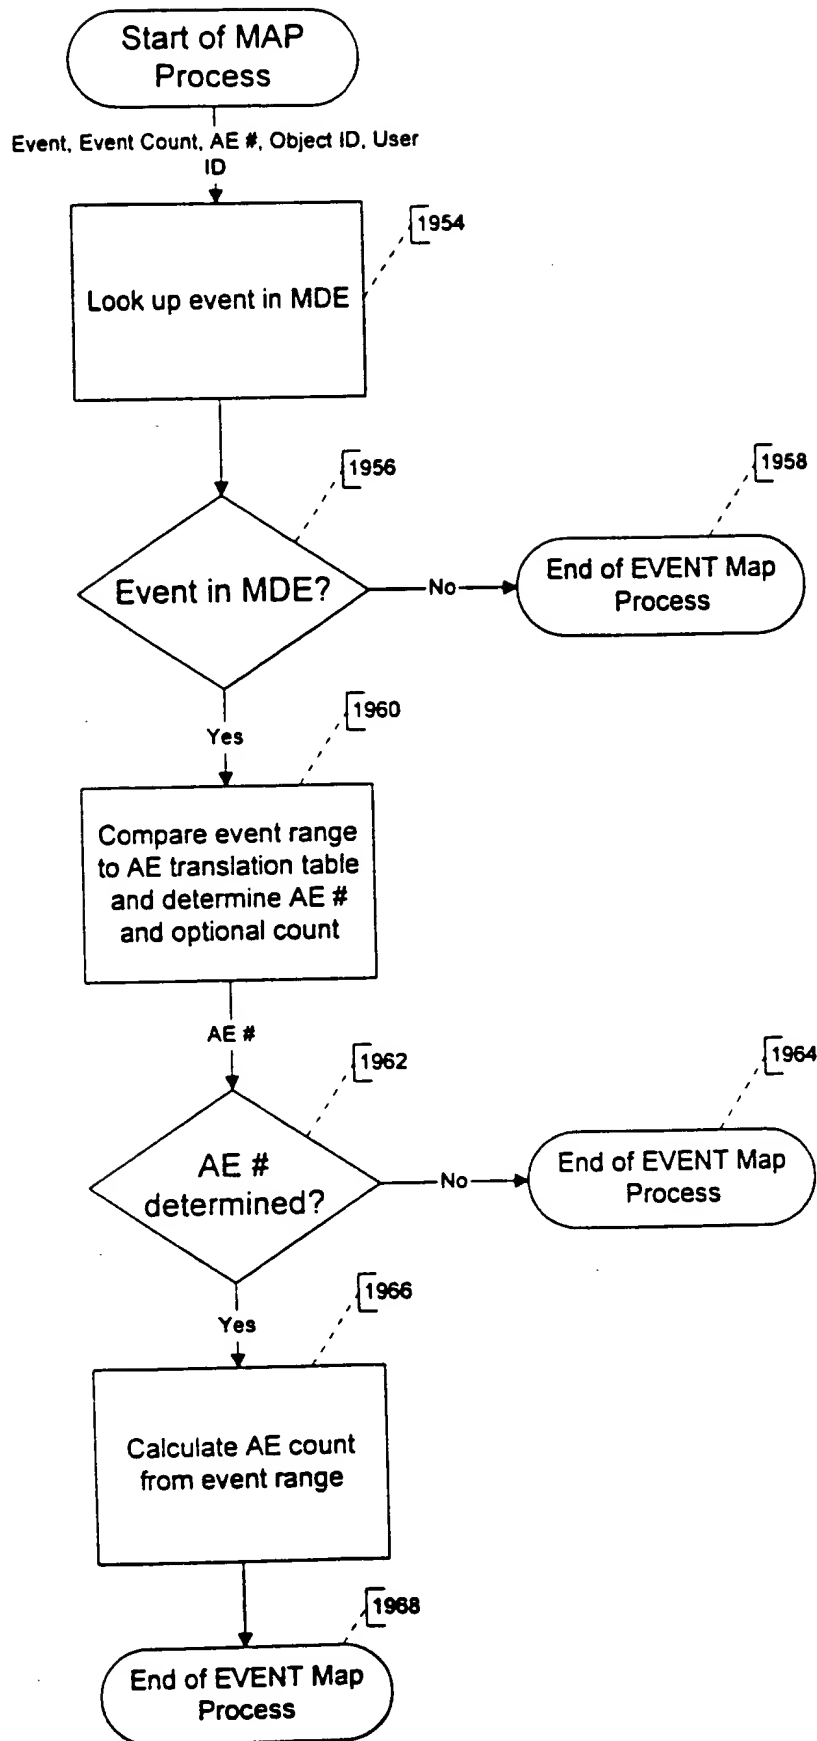 Start of MAP
Process
Event, Event Count, AE #, Object ID, User
ID
1954
Look up event in MDE
1956
1958
Event in MDE?
No
End of EVENT Map
Process
1960
Yes
Compare event range
to AE translation table
and determine AE #
and optional count
AE #
1962
1964
AE #
determined?
No
End of EVENT Map
Process
1966
Yes
Calculate AE count
from event range
1968
End of EVENT Map
Process